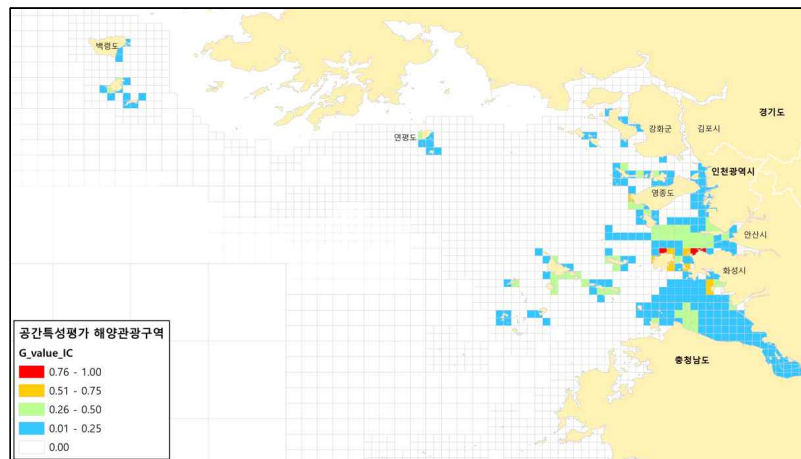 백령도
연평도
강화군
김포시
경기도
인천광역시
영종도
안산시
화성시
충청남도
공간특성평가 해양관광구역
G_value_IC
0.76 - 1.00
0.51 - 0.75
0.26 - 0.50
0.01 - 0.25
0.00